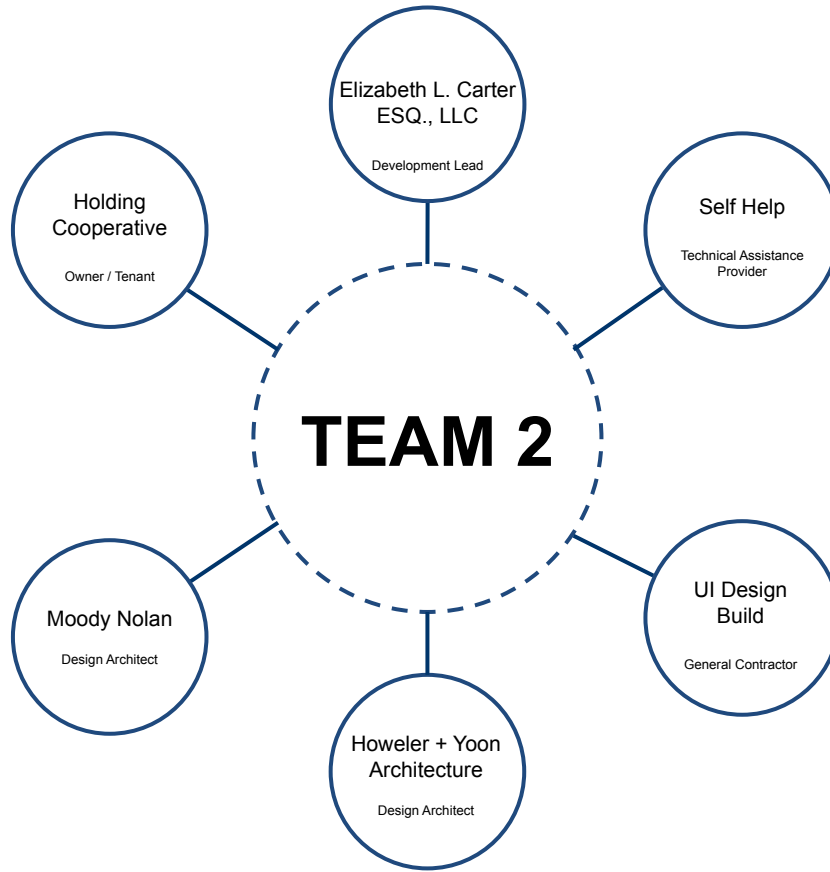 Elizabeth L. Carter
ESQ., LLC
Development Lead
Holding
Cooperative
Owner / Tenant
Self Help
Technical Assistance
Provider
TEAM 2
Moody Nolan
Design Architect
UI Design
Build
General Contractor
Howeler + Yoon
Architecture
Design Architect